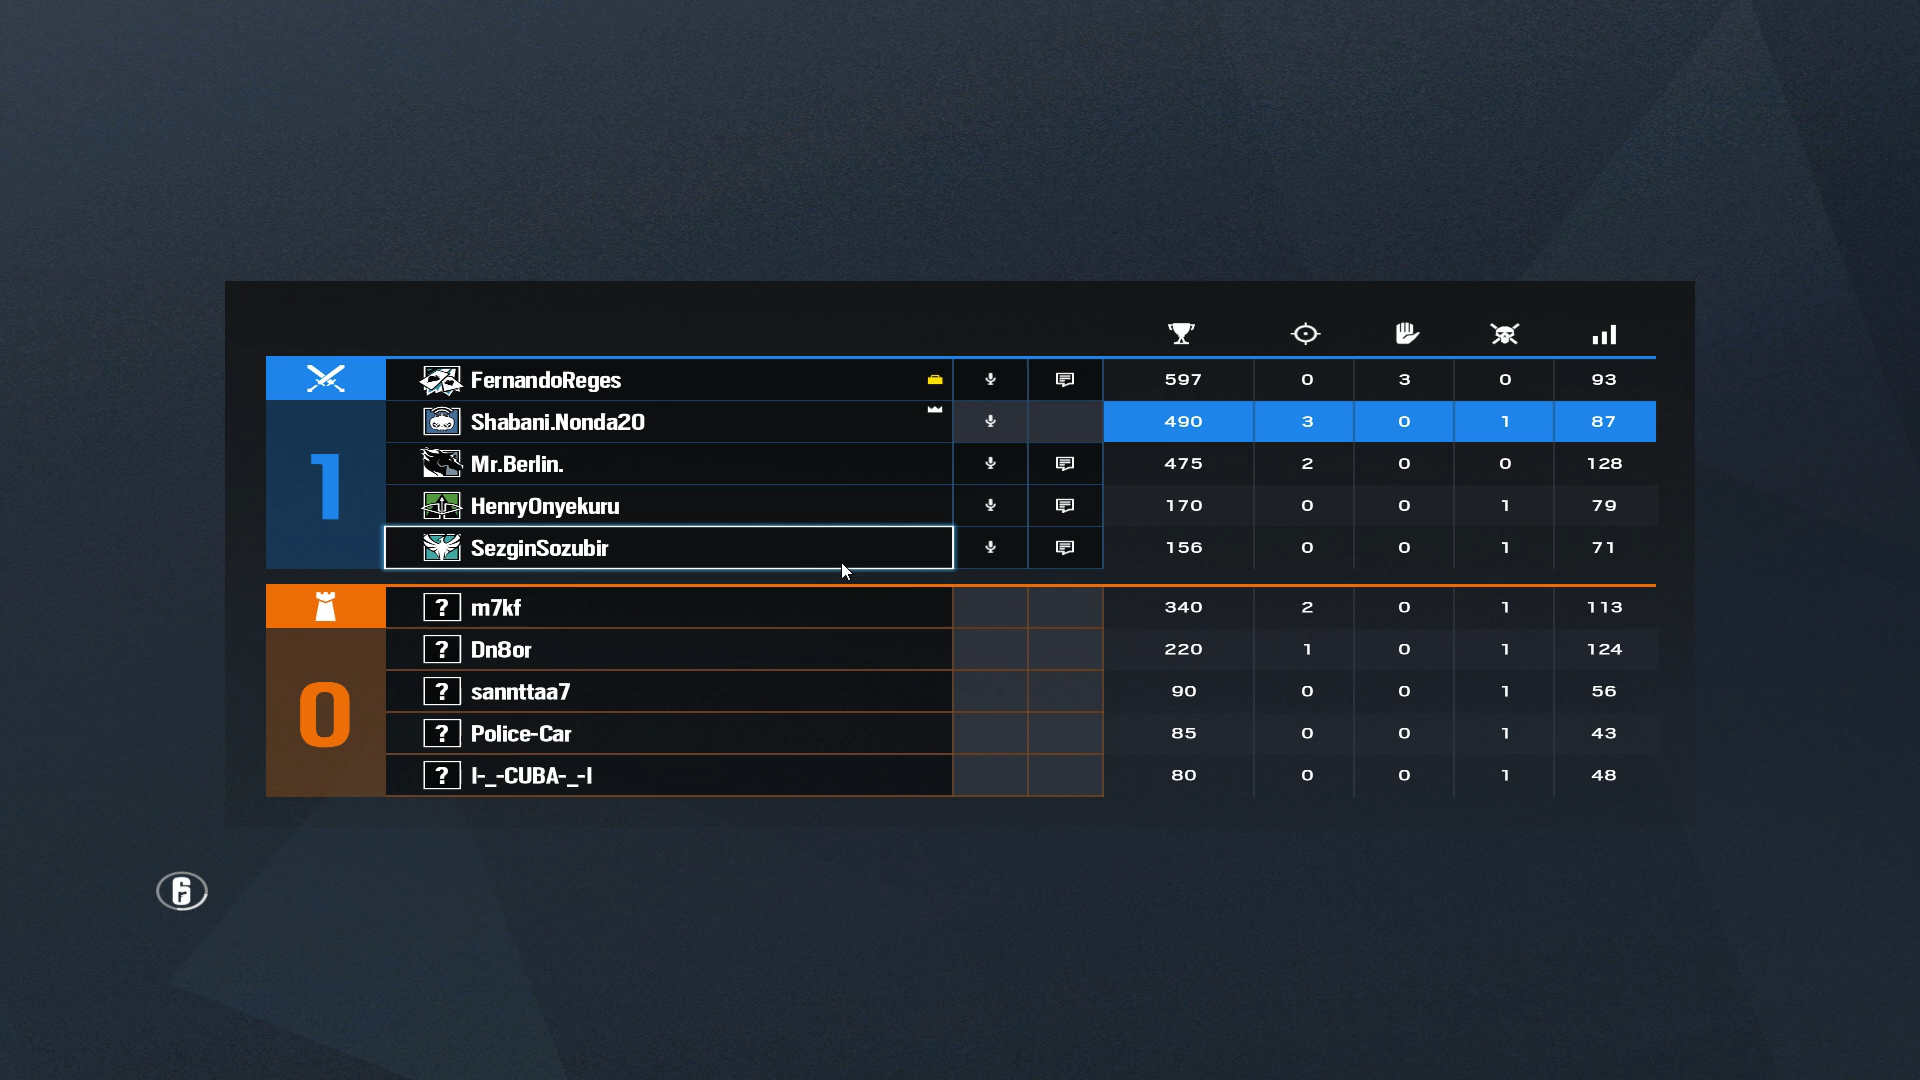 FernandoReges 597 0 3 0 93
1
Shabani.Nonda20 490 3 0 1 87
Mr.Berlin. 475 2 0 0 128
HenryOnyekuru 170 0 0 1 79
SezginSozubir 156 0 0 1 71
? m7kf 340 2 0 1 113
0
? Dn8or 220 1 0 1 124
? sannttaa7 90 0 0 1 56
? Police-Car 85 0 0 1 43
? I-_-CUBA-_-I 80 0 0 1 48
6